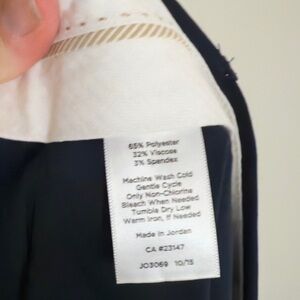 65% Polyester
32% Viscose
3% Spandex
Machine Wash Cold
Gentle Cycle
Only Non-Chlorine
Bleach When Needed
Tumble Dry Low
Warm Iron, If Needed
Made in Jordan
CA #23147
JO3069 10/15